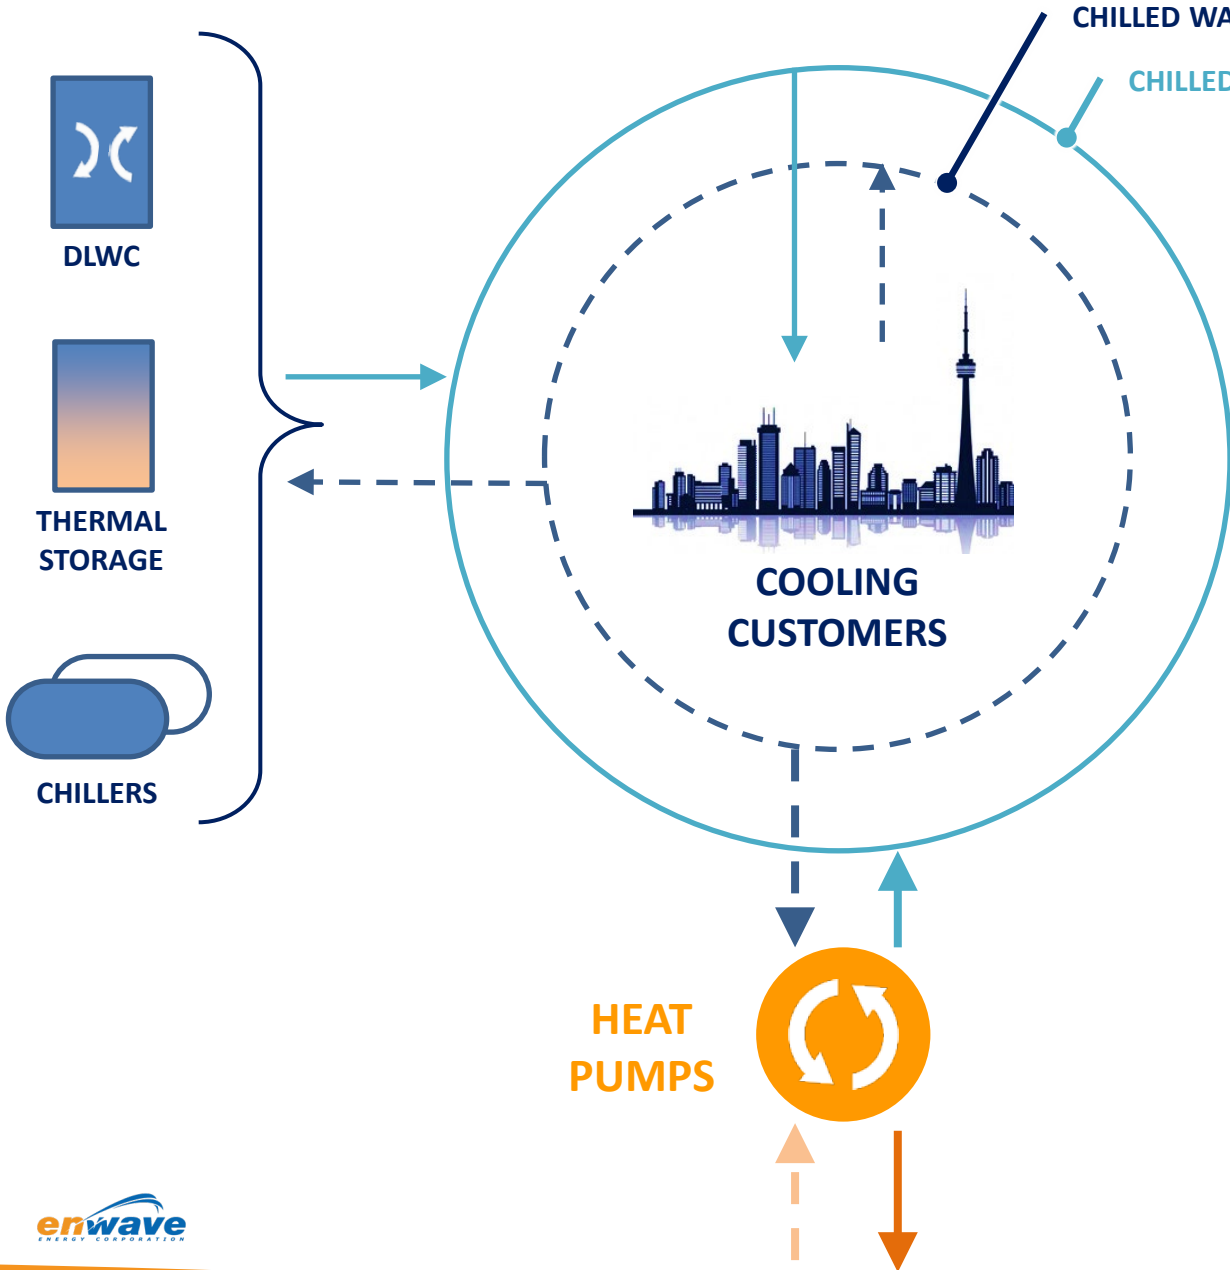 CHILLED WA
CHILLED
DLWC
THERMAL
STORAGE
COOLING
CUSTOMERS
CHILLERS
HEAT
PUMPS
enwave
ENERGY CORPORATION